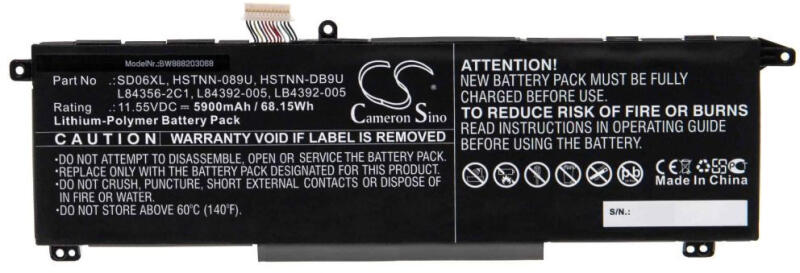 ModelNr.:BW888203068
Part No :SD06XL, HSTNN-089U, HSTNN-DB9U
L84356-2C1, L84392-005, LB4392-005
Rating :11.55VDC= 5900mAh / 68.15Wh
Lithium-Polymer Battery Pack
CS
Cameron Sino
CAUTION IF LABEL IS REMOVED
•DO NOT ATTEMPT TO DISASSEMBLE, OPEN OR SERVICE BATTERY PACK.
•REPLACE ONLY WITH THE PACK DESIGNATED FOR THIS PRODUCT.
•DO NOT CRUSH, PUNCTURE, SHORT EXTERNAL CONTACTS OR DISPOSE OF
IN FIRE OR WATER.
•DO NOT STORE ABOVE 60°C (140°F).
ATTENTION!
NEW BATTERY PACK MUST BE FULLY
CHARGED BEFORE USING.
TO REDUCE RISK OF FIRE OR BURNS
READ INSTRUCTIONS IN OPERATING GUIDE
BEFORE USING THE BATTERY.
Pb
CE
Made In China
S/N.: